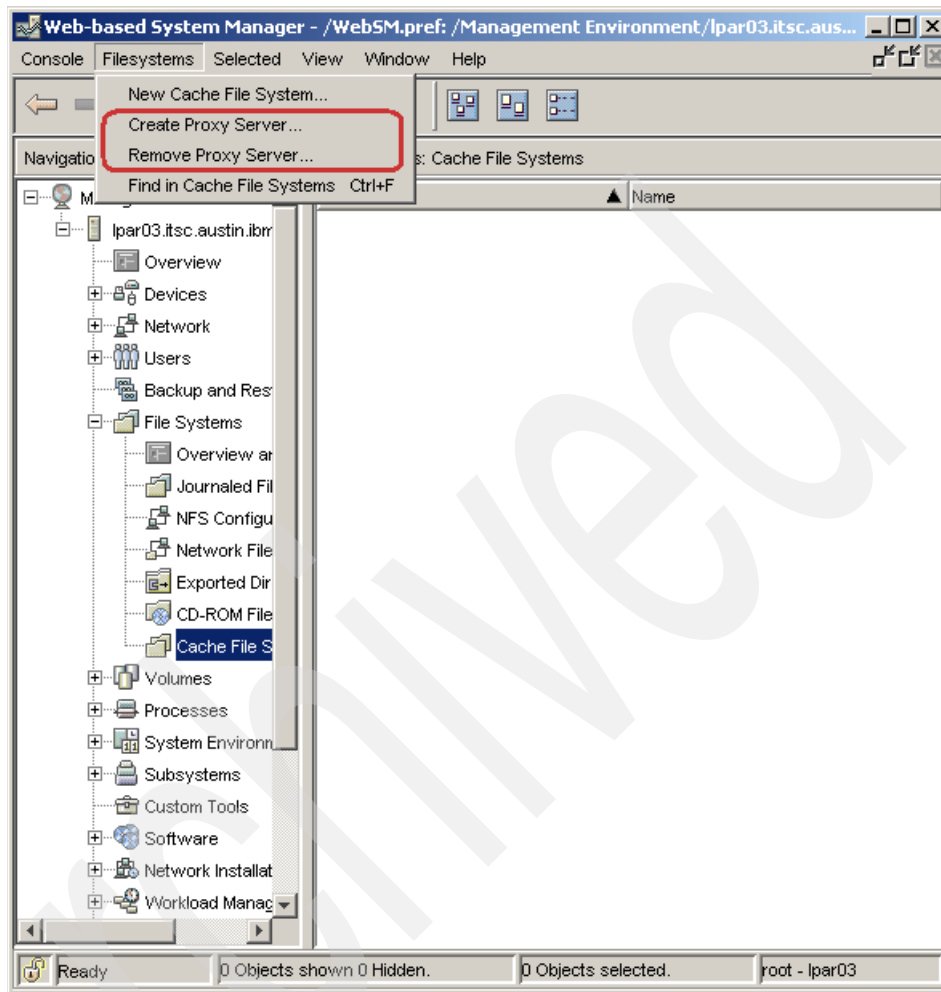 Web-based System Manager - /WebSM.pref: /Management Environment/lpar03.itsc.aus...
Console Filesystems Selected View Window Help
New Cache File System...
Create Proxy Server...
Remove Proxy Server...
Find in Cache File Systems Ctrl+F
Navigatio
s: Cache File Systems
Name
M
lpar03.itsc.austin.ibm
Overview
Devices
Network
Users
Backup and Res
File Systems
Overview an
Journaled Fil
NFS Configu
Network File
Exported Dir
CD-ROM File
Cache File S
Volumes
Processes
System Environm
Subsystems
Custom Tools
Software
Network Installat
Workload Manag
Ready
0 Objects shown 0 Hidden.
0 Objects selected.
root - lpar03
Archived